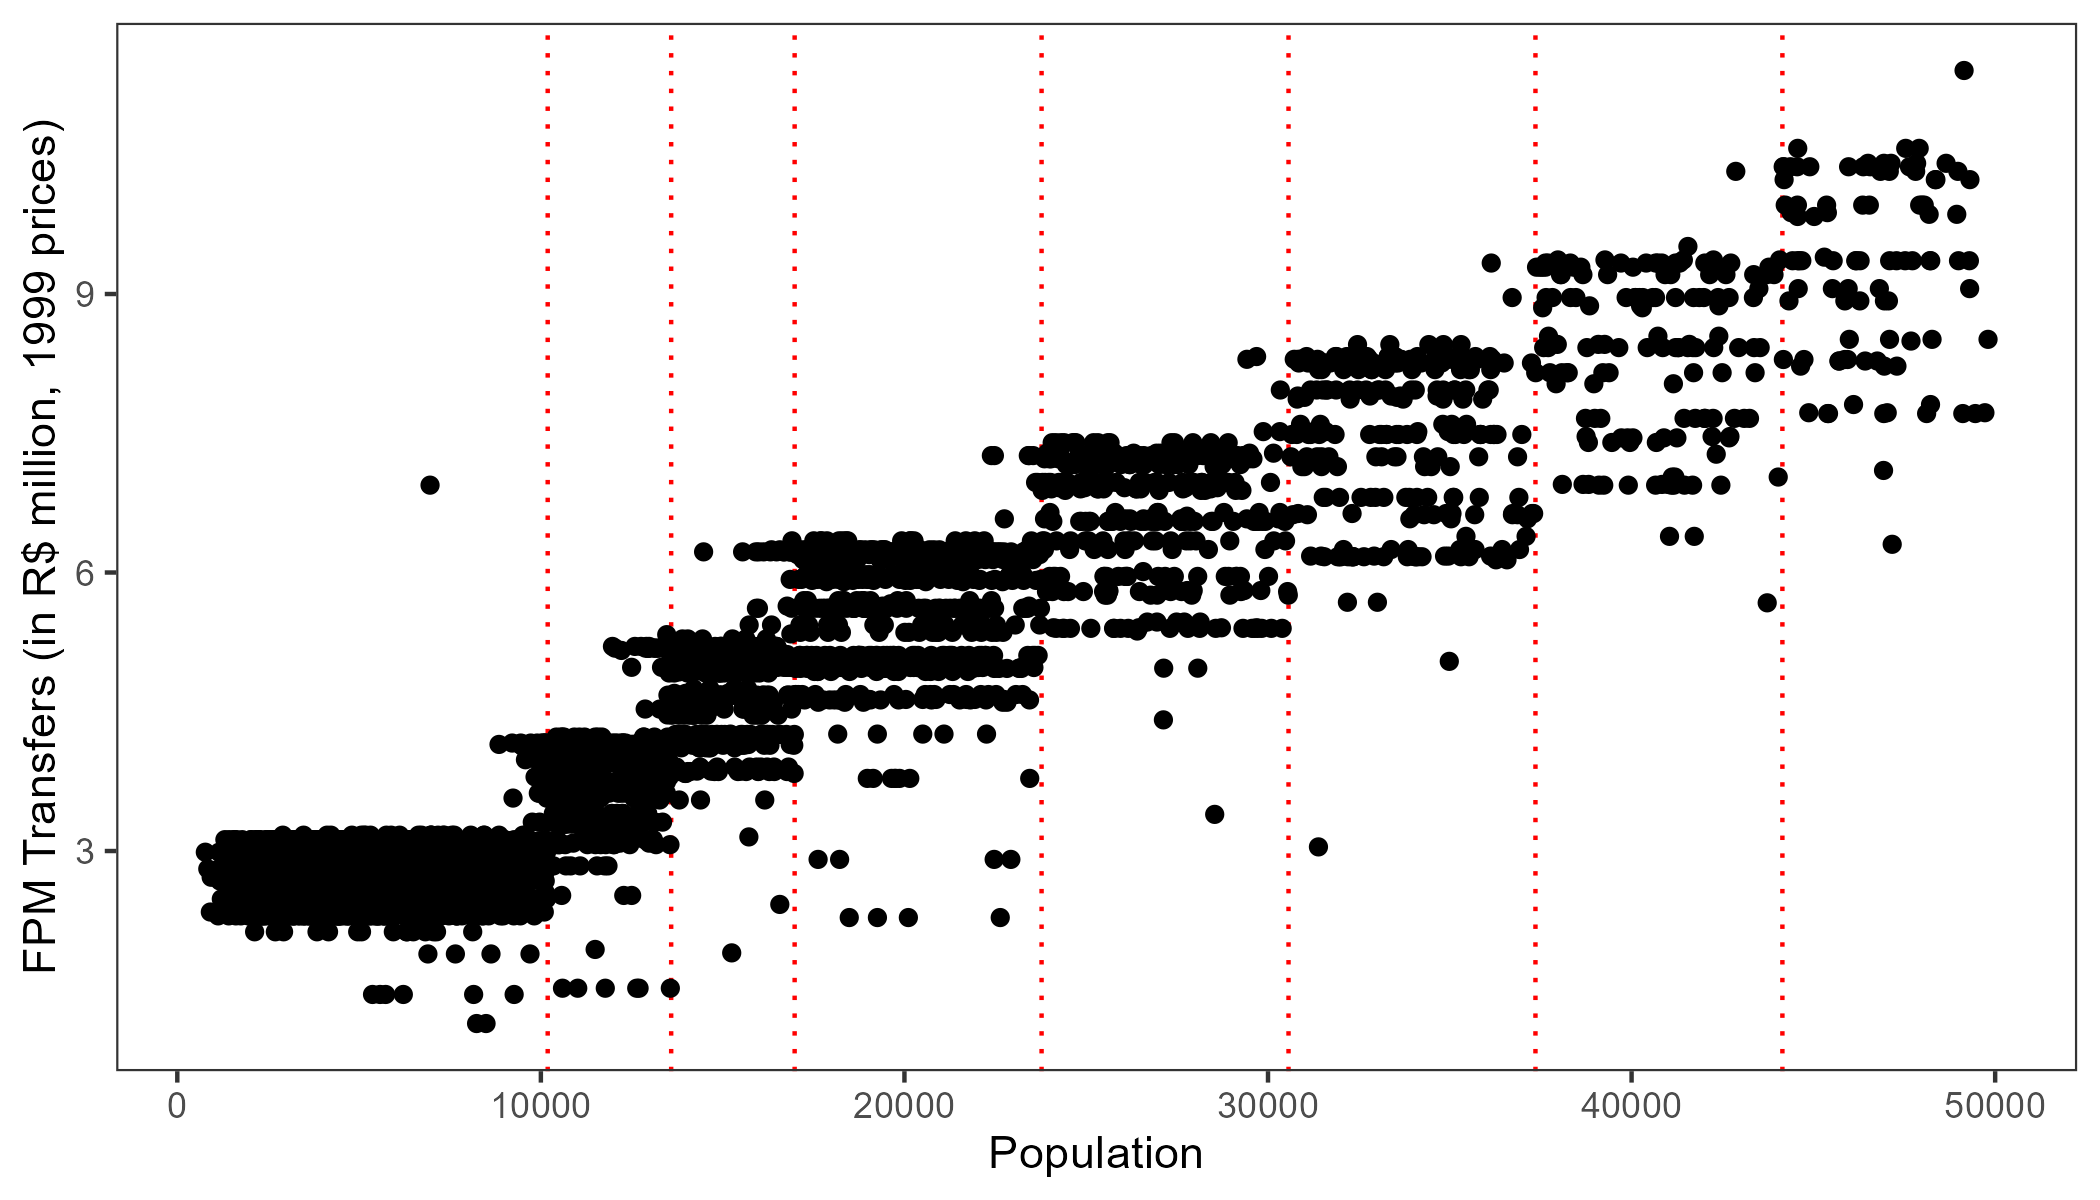 FPM Transfers (in R$ million, 1999 prices)
9
6
3
0 10000 20000 30000 40000 50000
Population